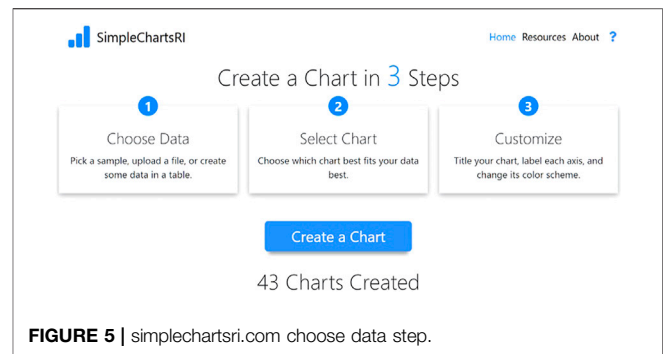 SimpleChartsRI
Home Resources About ?
Create a Chart in 3 Steps
1
Choose Data
Pick a sample, upload a file, or create
some data in a table.
2
Select Chart
Choose which chart best fits your data
best.
3
Customize
Title your chart, label each axis, and
change its color scheme.
Create a Chart
43 Charts Created
FIGURE 5 | simplechartsri.com choose data step.